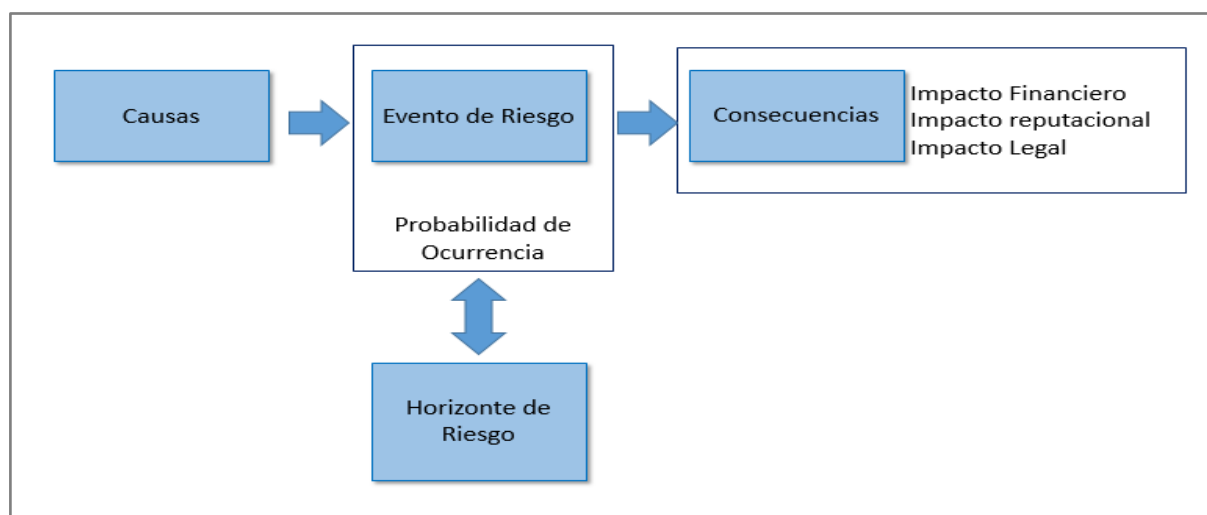 Causas
Evento de Riesgo
Probabilidad de
Ocurrencia
Consecuencias
Impacto Financiero
Impacto reputacional
Impacto Legal
Horizonte de
Riesgo